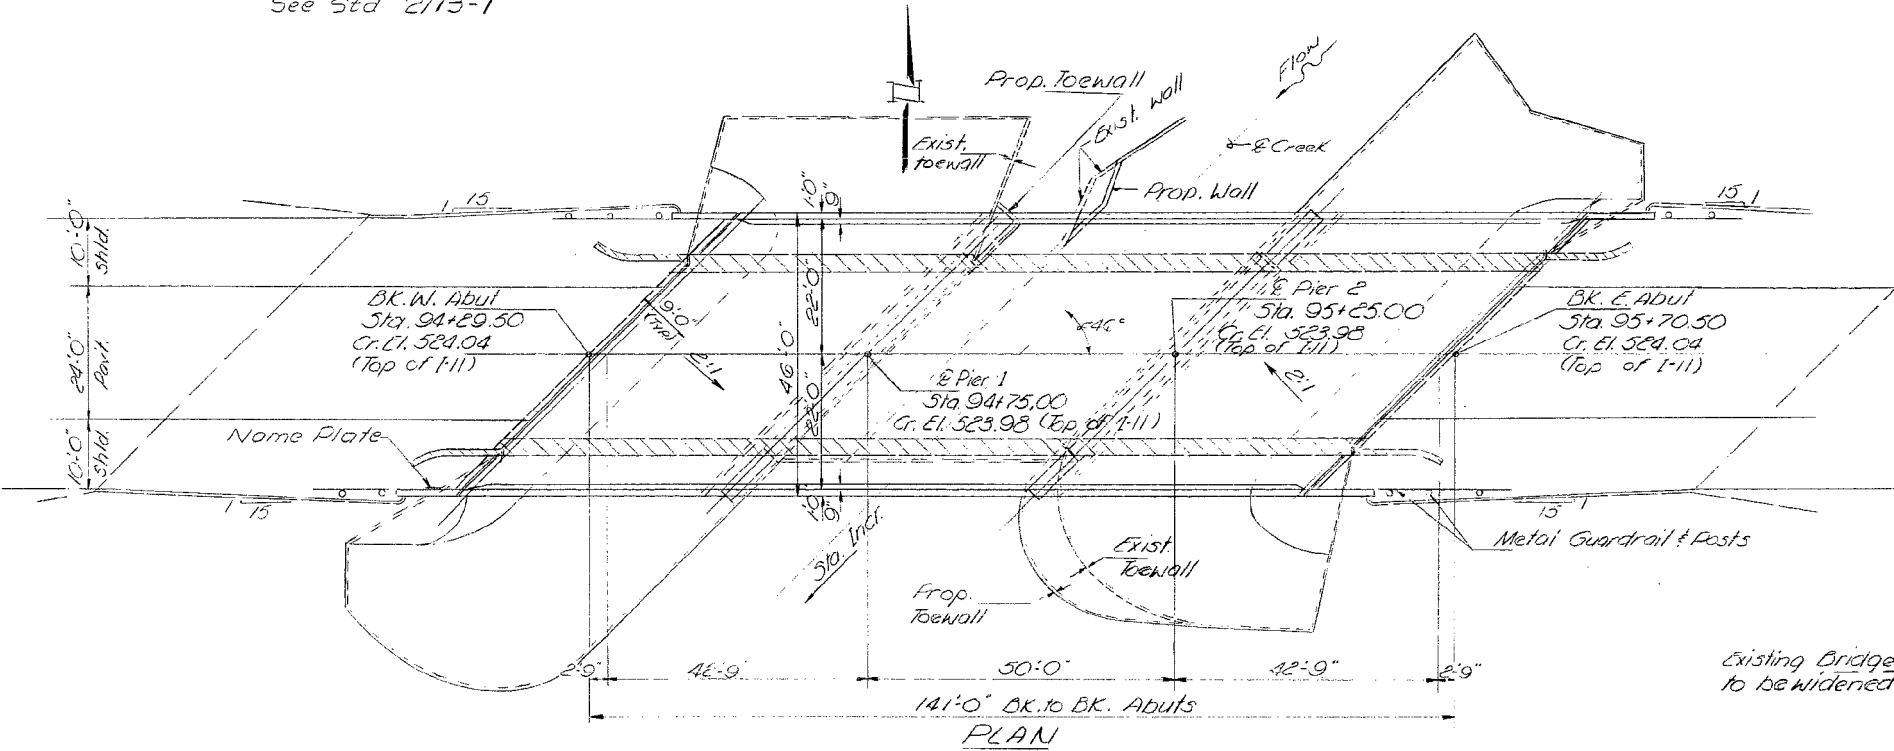 See Std 2113-1
Flow
Prop. Toewall
Exist. Wall
Exist.
toewall
℄ Creek
Prop. Wall
15
1
15
1
1'-0"
9"
10'-0"
Shld.
24'-0"
Pav't.
10'-0"
Shld.
BK. W. Abut
Sta. 94+29.50
Gr. El. 524.04
(Top of I-11)
9'-0"
(Typ)
2:1
46'-0"
22'-0"
22'-0"
46°
℄ Pier 2
Sta. 95+25.00
Gr. El. 523.98
(Top of I-11)
BK. E. Abut
Sta. 95+70.50
Gr. El. 524.04
(Top of I-11)
2:1
℄ Pier 1
Sta. 94+75.00
Gr. El. 523.98 (Top of I-11)
Name Plate
1
15
1'-0"
9"
Sta. Incr.
15
1
Metal Guardrail & Posts
Exist.
Toewall
Prop.
Toewall
2'-9"
42'-9"
50'-0"
42'-9"
2'-9"
141'-0" BK. to BK. Abuts
PLAN
Existing Bridge
to be widened